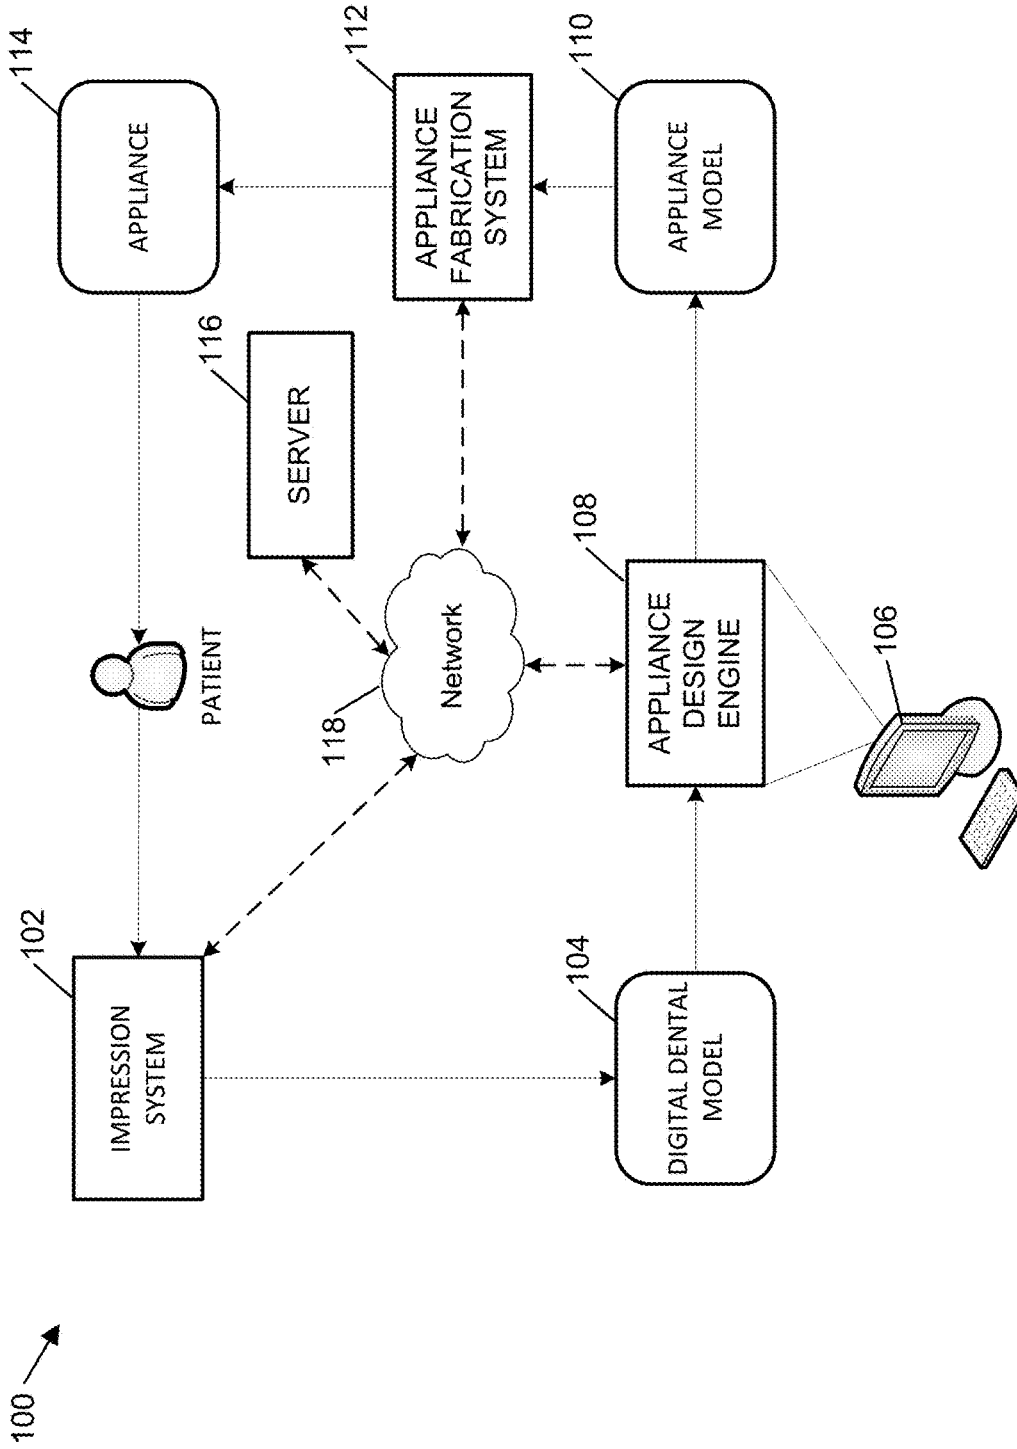 100
102
IMPRESSION
SYSTEM
PATIENT
114
APPLIANCE
116
SERVER
118
Network
112
APPLIANCE
FABRICATION
SYSTEM
104
DIGITAL DENTAL
MODEL
108
APPLIANCE
DESIGN
ENGINE
110
APPLIANCE
MODEL
106